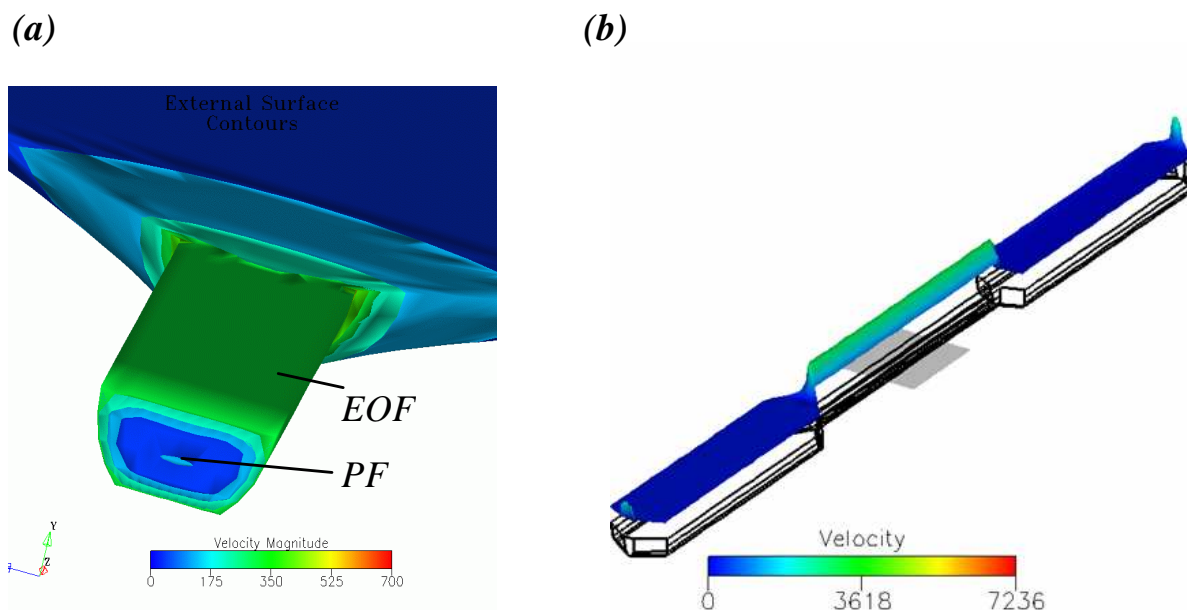 (a)
(b)
External Surface
Contours
EOF
PF
Y
Z
Velocity Magnitude
0 175 350 525 700
Velocity
0 3618 7236